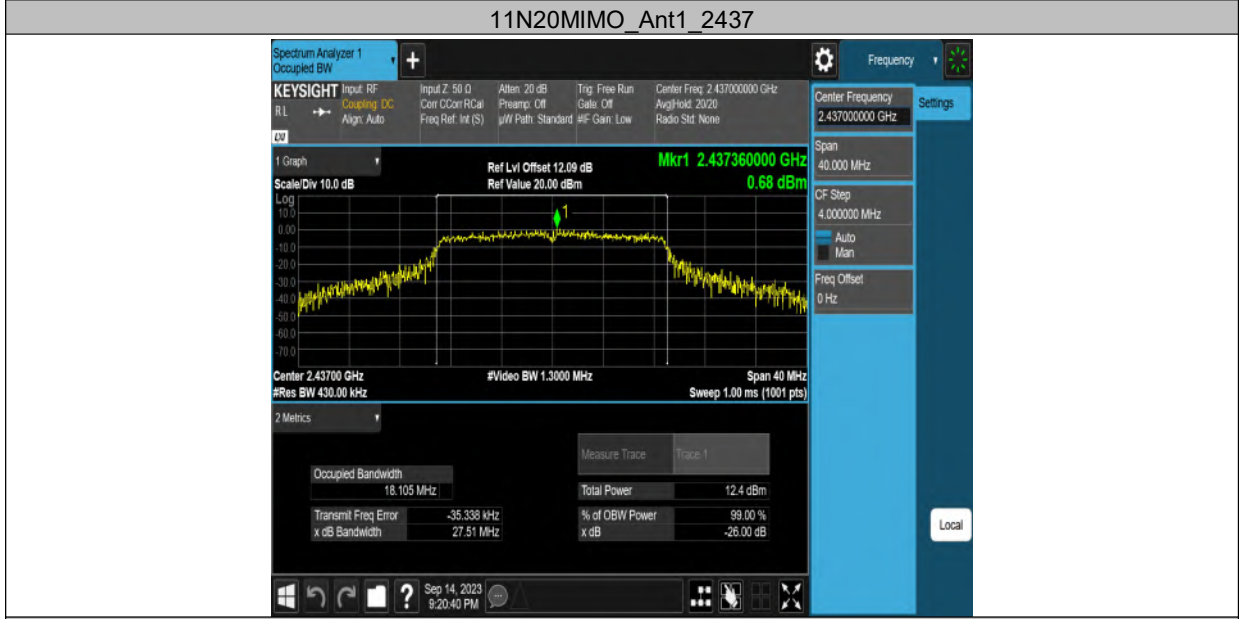 11N20MIMO_Ant1_2437
Spectrum Analyzer 1
Occupied BW
Frequency
KEYSIGHT
R L
LXI
Input: RF
Coupling: DC
Align: Auto
Input Z: 50 Ω
Corr CCorr RCal
Freq Ref: Int (S)
Atten: 20 dB
Preamp: Off
µW Path: Standard
Trig: Free Run
Gate: Off
#IF Gain: Low
Center Freq: 2.437000000 GHz
Avg|Hold: 20/20
Radio Std: None
Center Frequency
2.437000000 GHz
Settings
Span
40.000 MHz
CF Step
4.000000 MHz
Auto
Man
Freq Offset
0 Hz
Local
1 Graph
Scale/Div 10.0 dB
Ref Lvl Offset 12.09 dB
Ref Value 20.00 dBm
Mkr1 2.437360000 GHz
0.68 dBm
Log
10.0
0.00
-10.0
-20.0
-30.0
-40.0
-50.0
-60.0
-70.0
1
Center 2.43700 GHz
#Res BW 430.00 kHz
#Video BW 1.3000 MHz
Span 40 MHz
Sweep 1.00 ms (1001 pts)
2 Metrics
Measure Trace Trace 1
Occupied Bandwidth
18.105 MHz
Total Power 12.4 dBm
Transmit Freq Error -35.338 kHz
% of OBW Power 99.00 %
x dB Bandwidth 27.51 MHz
x dB -26.00 dB
Sep 14, 2023
9:20:40 PM